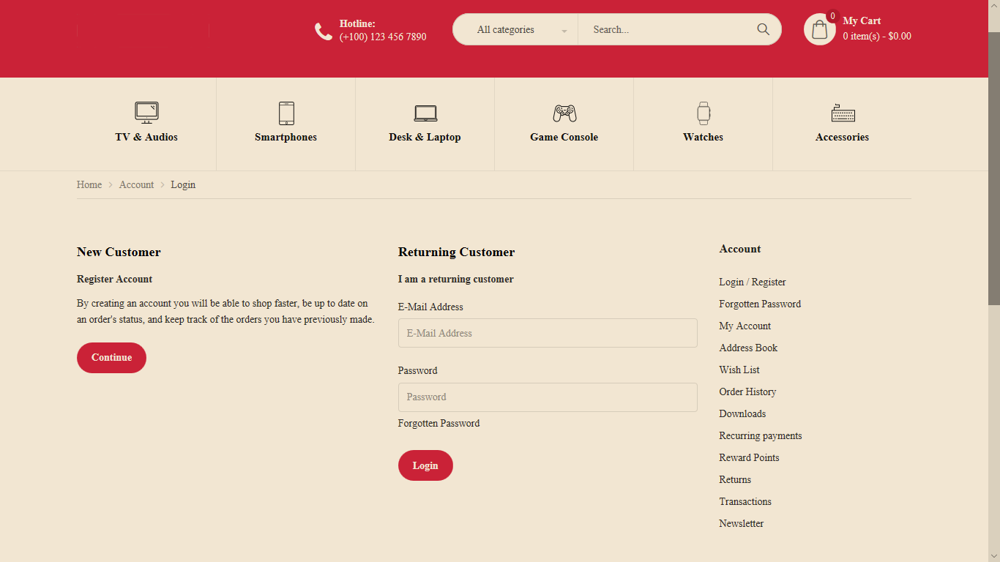 Hotline:
(+100) 123 456 7890
All categories
Search...
0
My Cart
0 item(s) - $0.00
TV & Audios
Smartphones
Desk & Laptop
Game Console
Watches
Accessories
Home > Account > Login
New Customer
Register Account
By creating an account you will be able to shop faster, be up to date on
an order's status, and keep track of the orders you have previously made.
Continue
Returning Customer
I am a returning customer
E-Mail Address
E-Mail Address
Password
Password
Forgotten Password
Login
Account
Login / Register
Forgotten Password
My Account
Address Book
Wish List
Order History
Downloads
Recurring payments
Reward Points
Returns
Transactions
Newsletter